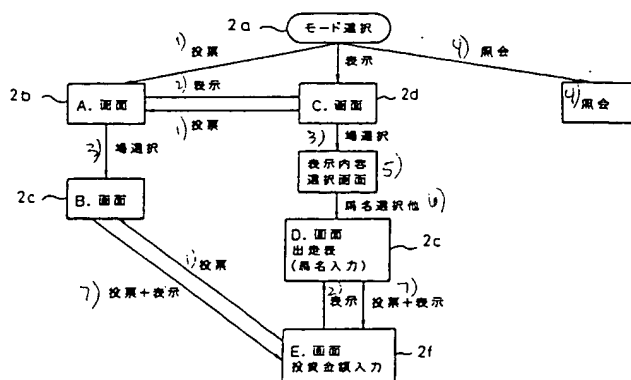 2a
モード選択
1) 投票
表示
4) 照会
2b
A. 画面
2) 表示
1) 投票
C. 画面
2d
4) 照会
3) 場選択
3) 場選択
表示内容
選択画面
5)
2c
B. 画面
馬名選択他 6)
D. 画面
出走表
(馬名入力)
2c
1) 投票
7) 投票+表示
2) 表示
7) 投票+表示
E. 画面
投資金額入力
2f